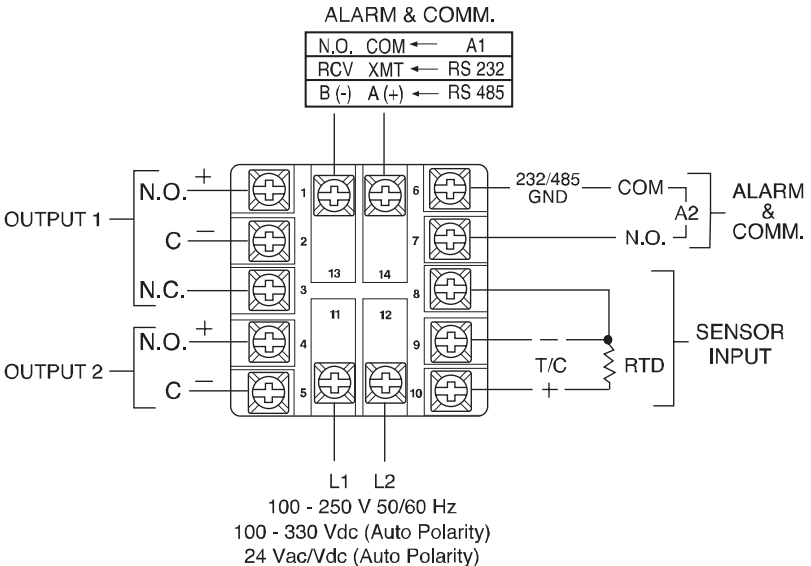 ALARM & COMM.
N.O. COM ← A1
RCV XMT ← RS 232
B (-) A (+) ← RS 485
OUTPUT 1
N.O. +
C −
N.C.
OUTPUT 2
N.O. +
C −
1
2
3
4
5
13
14
11
12
6
7
8
9
10
232/485
GND
COM
A2
N.O.
ALARM
&
COMM.
−
T/C
+
RTD
SENSOR
INPUT
L1 L2
100 - 250 V 50/60 Hz
100 - 330 Vdc (Auto Polarity)
24 Vac/Vdc (Auto Polarity)